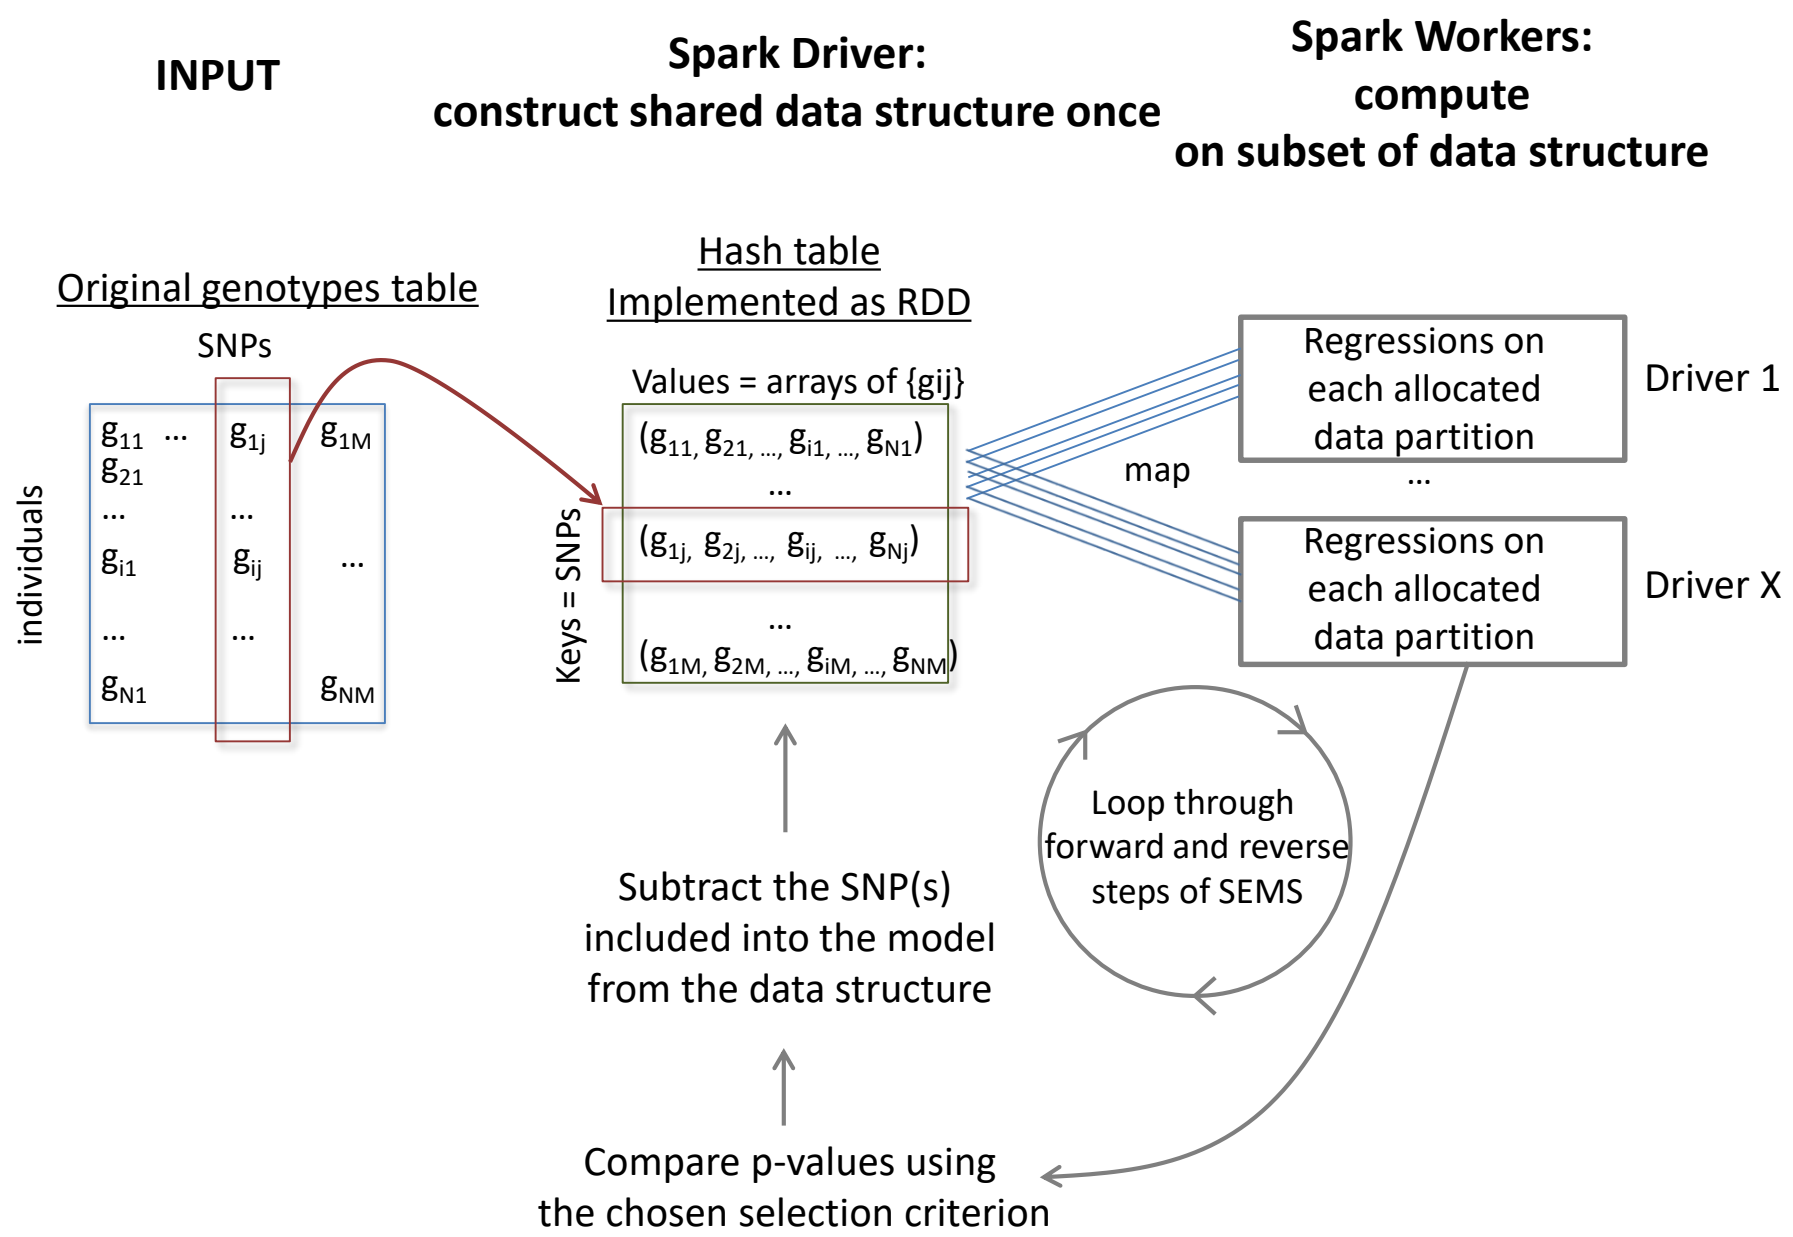 INPUT
Spark Driver:
construct shared data structure once
Spark Workers:
compute
on subset of data structure
Original genotypes table
SNPs
individuals
g11 ... g1j g1M
g21
... ...
gi1 gij ...
... ...
gN1 gNM
Hash table
Implemented as RDD
Values = arrays of {gij}
Keys = SNPs
(g11, g21, ..., gi1, ..., gN1)
...
(g1j, g2j, ..., gij, ..., gNj)
...
(g1M, g2M, ..., giM, ..., gNM)
map
Regressions on
each allocated
data partition
Driver 1
...
Regressions on
each allocated
data partition
Driver X
Loop through
forward and reverse
steps of SEMS
Subtract the SNP(s)
included into the model
from the data structure
Compare p-values using
the chosen selection criterion